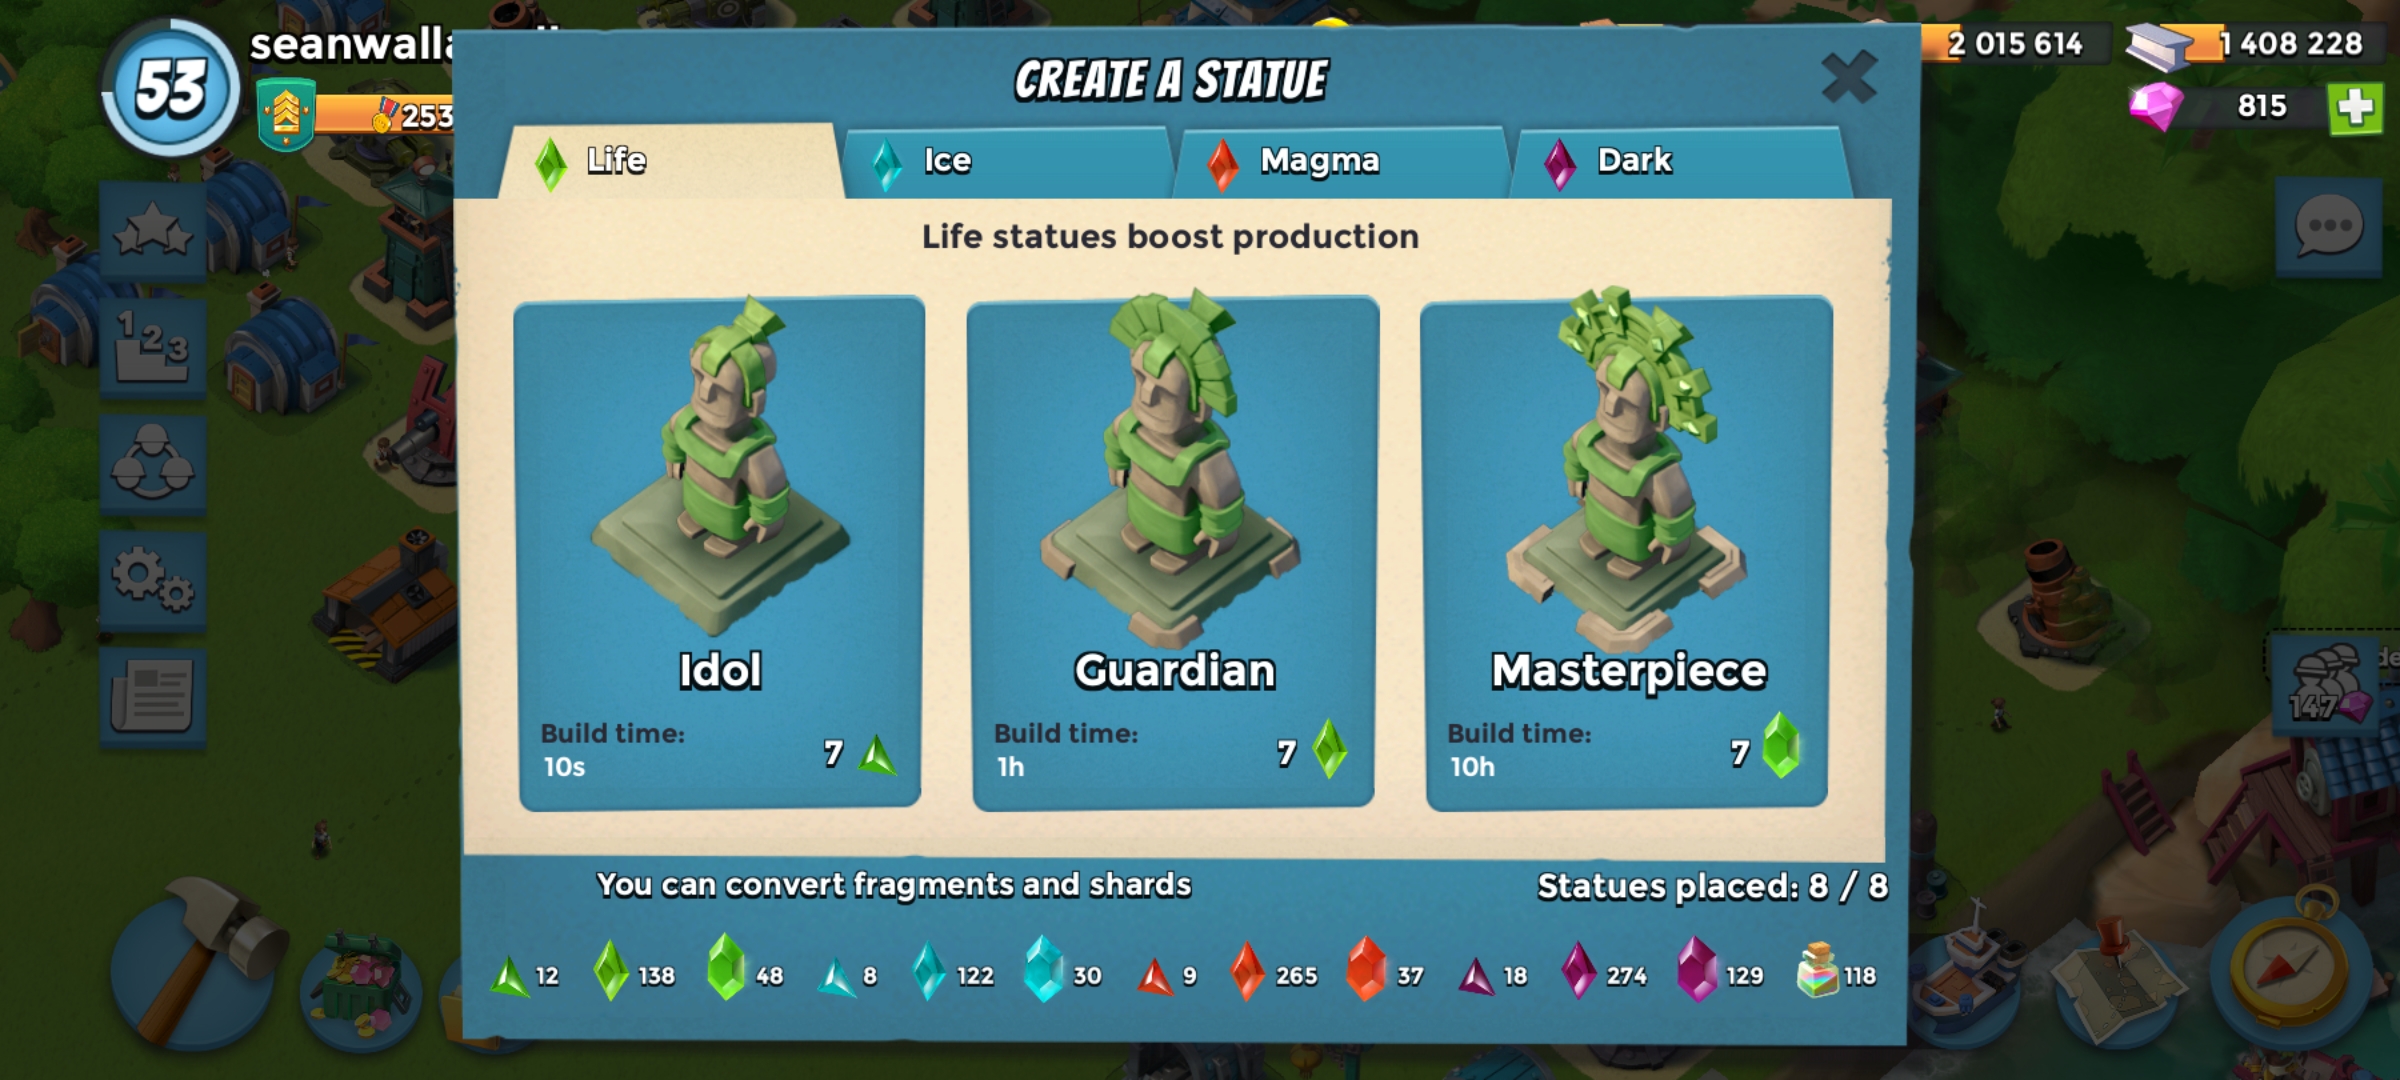 53
253
2 015 614
1 408 228
815
CREATE A STATUE
Life
Ice
Magma
Dark
Life statues boost production
Idol
Build time:
10s
7
Guardian
Build time:
1h
7
Masterpiece
Build time:
10h
7
1 2 3
147
You can convert fragments and shards
Statues placed: 8 / 8
12 138 48 8 122 30 9 265 37 18 274 129 118